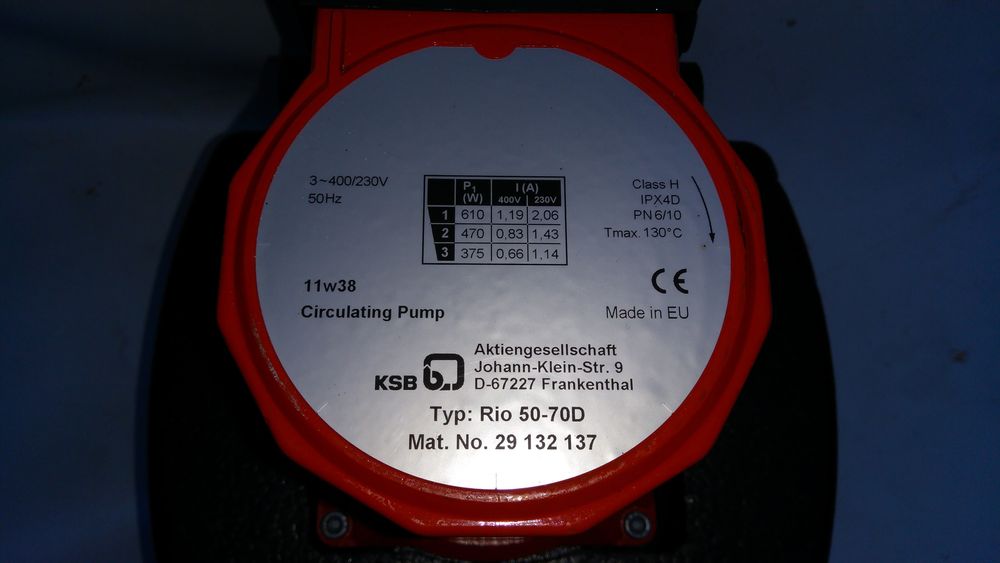 3~400/230V
50Hz
P1 (W) I (A)
400V 230V
1 610 1,19 2,06
2 470 0,83 1,43
3 375 0,66 1,14
Class H
IPX4D
PN 6/10
Tmax. 130°C
11w38
Circulating Pump
CE
Made in EU
KSB
Aktiengesellschaft
Johann-Klein-Str. 9
D-67227 Frankenthal
Typ: Rio 50-70D
Mat. No. 29 132 137